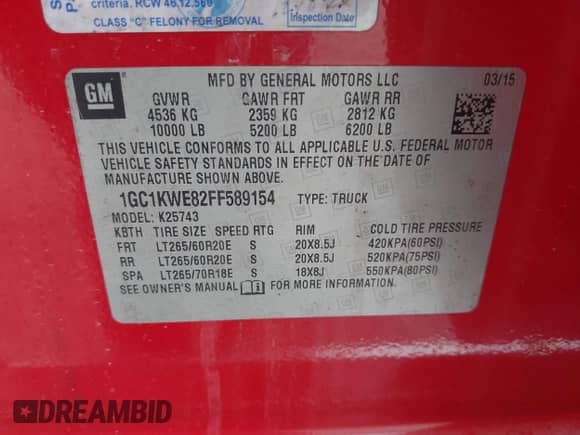 criteria. RCW 46.12.560
CLASS "C" FELONY FOR REMOVAL
Inspection Date
GM
MFD BY GENERAL MOTORS LLC
03/15
GVWR GAWR FRT GAWR RR
4536 KG 2359 KG 2812 KG
10000 LB 5200 LB 6200 LB
THIS VEHICLE CONFORMS TO ALL APPLICABLE U.S. FEDERAL MOTOR
VEHICLE SAFETY STANDARDS IN EFFECT ON THE DATE OF
MANUFACTURE SHOWN ABOVE.
1GC1KWE82FF589154 TYPE: TRUCK
MODEL: K25743
KBTH TIRE SIZE SPEED RTG RIM
FRT LT265/60R20E S 20X8.5J 420KPA(60PSI)
RR LT265/60R20E S 20X8.5J 520KPA(75PSI)
SPA LT265/70R18E S 18X8J 550KPA(80PSI)
SEE OWNER'S MANUAL FOR MORE INFORMATION.
DREAMBID